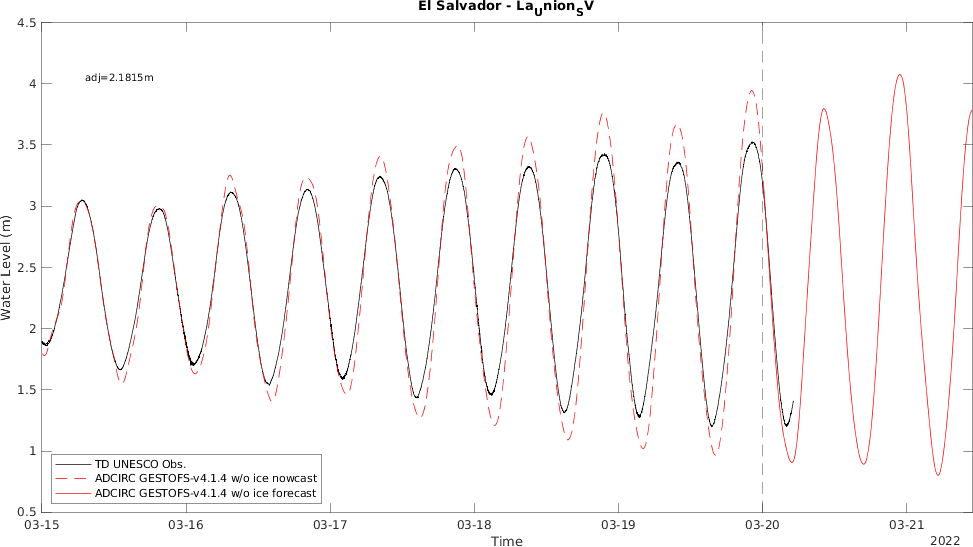 El Salvador - LaUnionSV
4.5
4
3.5
3
2.5
2
1.5
1
0.5
Water Level (m)
adj=2.1815m
TD UNESCO Obs.
ADCIRC GESTOFS-v4.1.4 w/o ice nowcast
ADCIRC GESTOFS-v4.1.4 w/o ice forecast
03-15 03-16 03-17 03-18 03-19 03-20 03-21
Time
2022